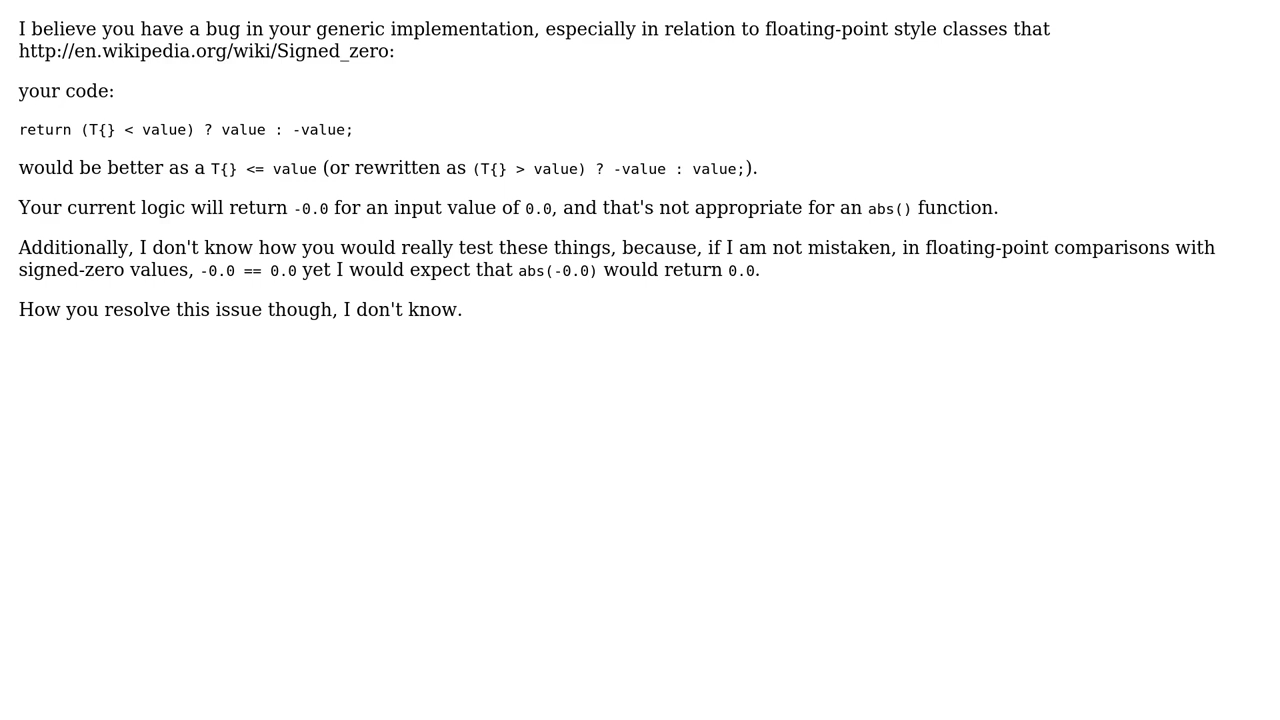 I believe you have a bug in your generic implementation, especially in relation to floating-point style classes that
http://en.wikipedia.org/wiki/Signed_zero:
your code:
return (T{} < value) ? value : -value;
would be better as a T{} <= value (or rewritten as (T{} > value) ? -value : value;).
Your current logic will return -0.0 for an input value of 0.0, and that's not appropriate for an abs() function.
Additionally, I don't know how you would really test these things, because, if I am not mistaken, in floating-point comparisons with
signed-zero values, -0.0 == 0.0 yet I would expect that abs(-0.0) would return 0.0.
How you resolve this issue though, I don't know.